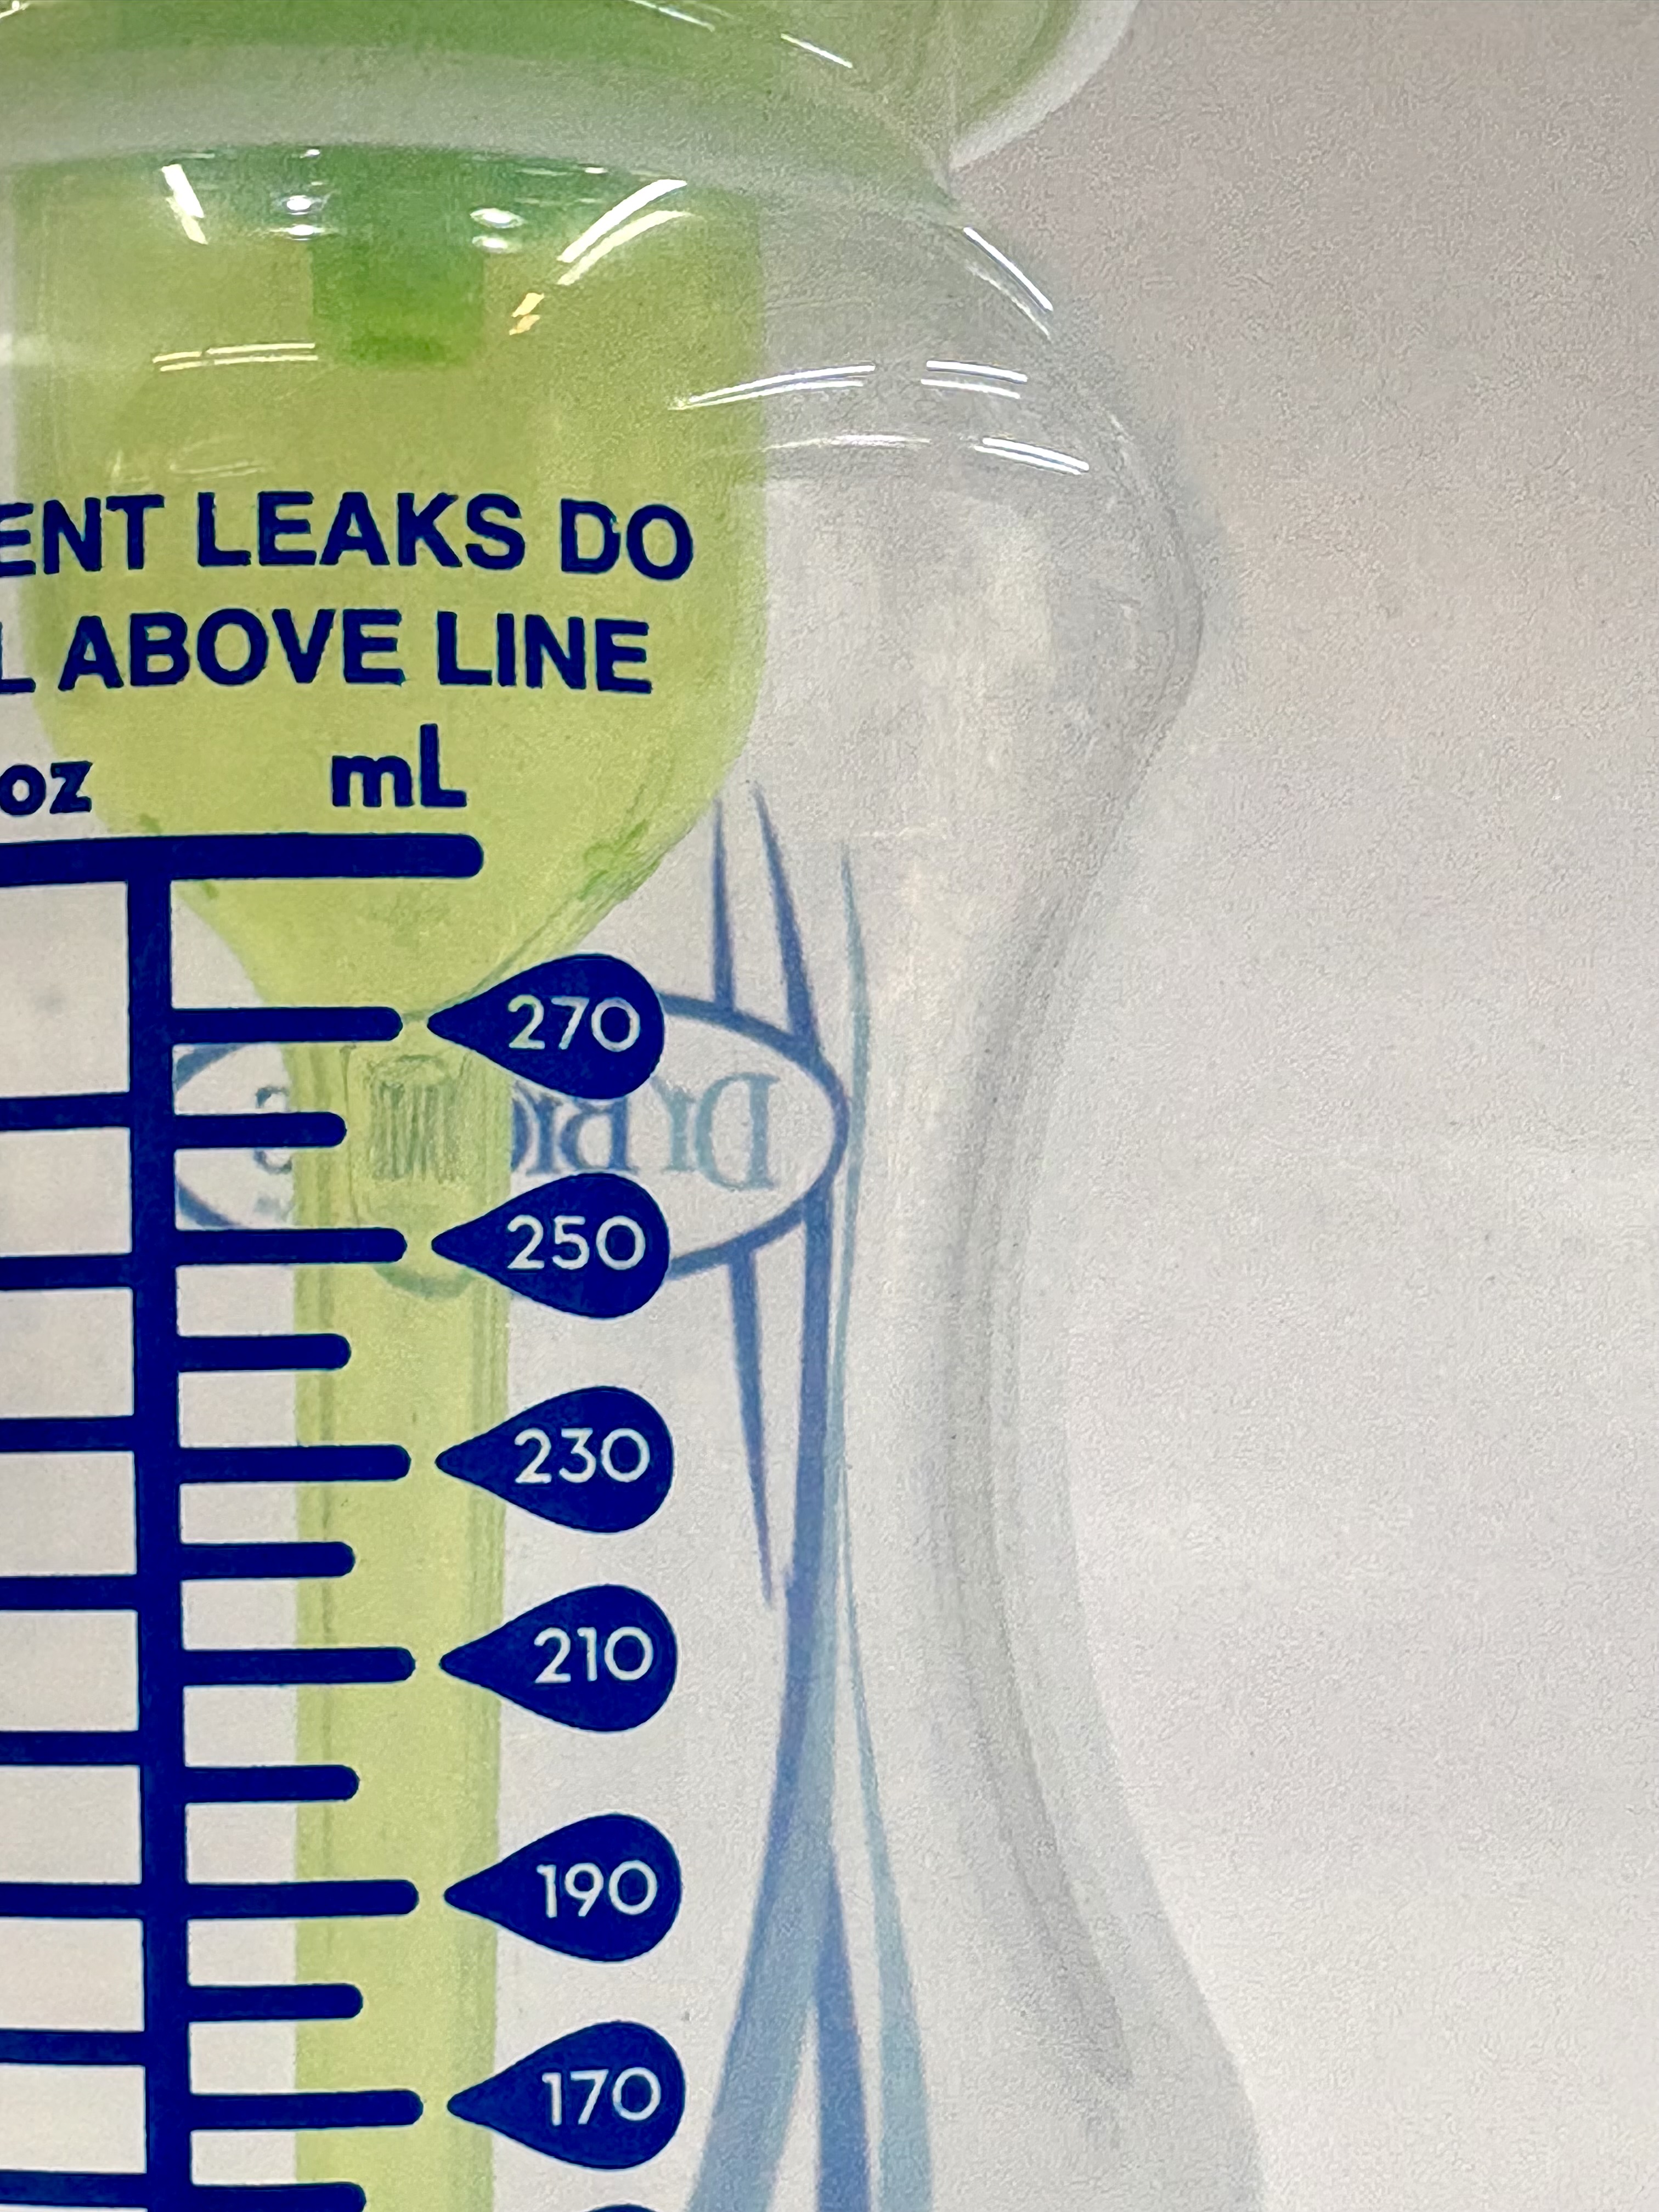 ENT LEAKS DO
L ABOVE LINE
oz mL
270
250
230
210
190
170